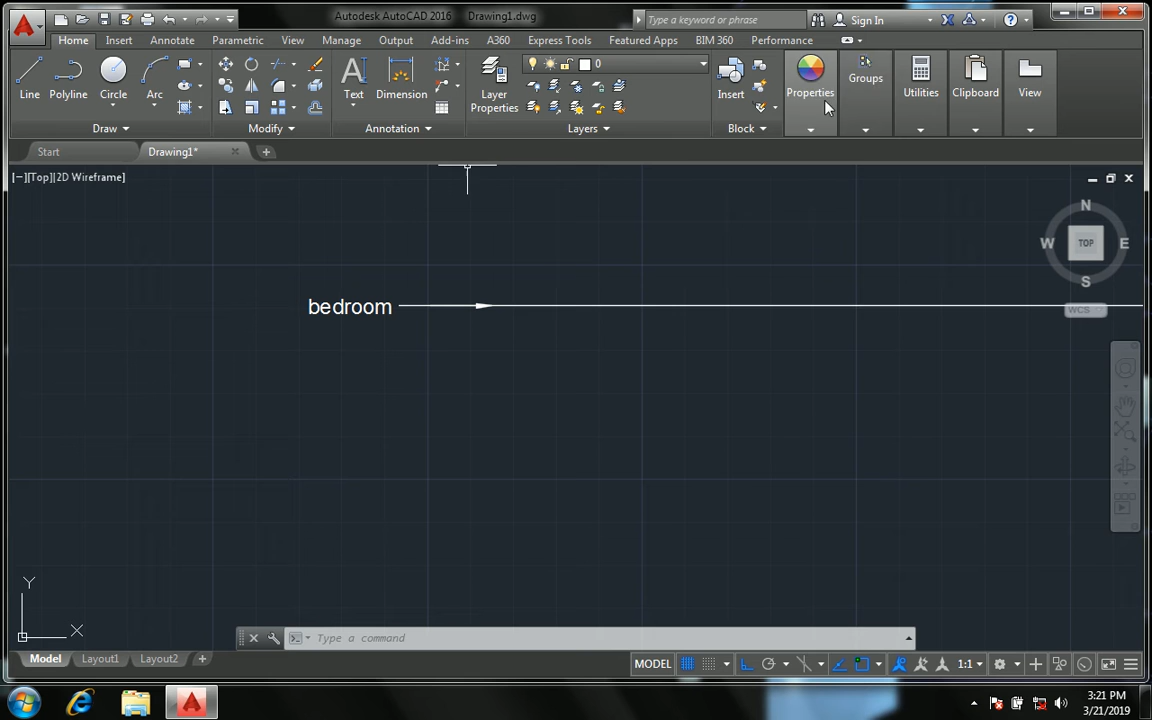 Autodesk AutoCAD 2016 Drawing1.dwg Type a keyword or phrase Sign In
Home Insert Annotate Parametric View Manage Output Add-ins A360 Express Tools Featured Apps BIM 360 Performance
Line Polyline Circle Arc Text Dimension Layer Properties 0 Insert Properties Groups Utilities Clipboard View
Draw Modify Annotation Layers Block
Start Drawing1*
[−][Top][2D Wireframe]
N
W TOP E
S
WCS
bedroom
Y
X
Type a command
Model Layout1 Layout2 MODEL 1:1
3:21 PM
3/21/2019